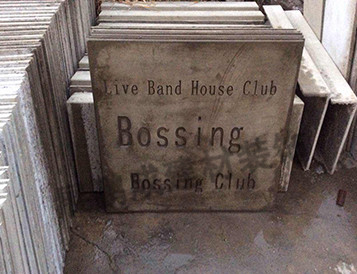 Live Band House Club
Bossing
Bossing Club